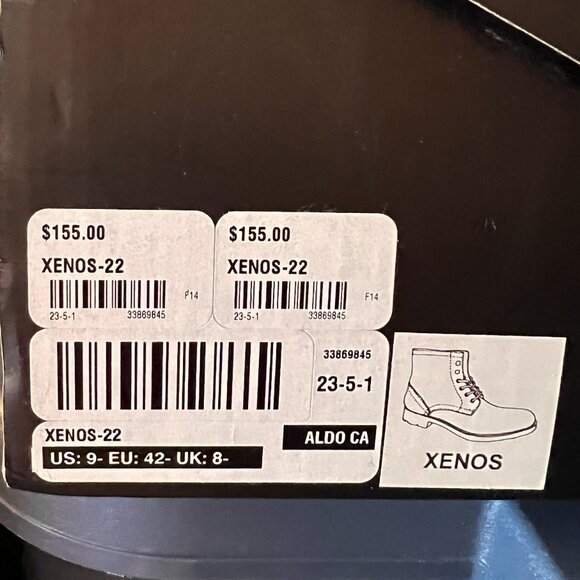 $155.00
XENOS-22
23-5-1 33869845 F14
$155.00
XENOS-22
23-5-1 33869845 F14
33869845
23-5-1
XENOS-22
ALDO CA
US: 9- EU: 42- UK: 8-
XENOS